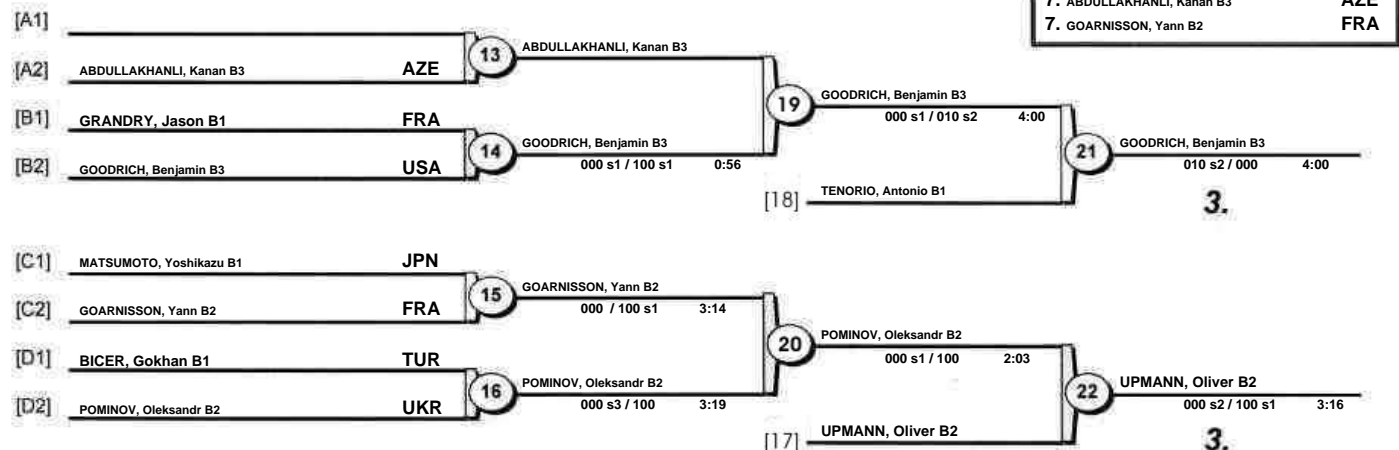 7. ABDULLAKHANLI, Kanan B3 AZE
7. GOARNISSON, Yann B2 FRA
[A1]
13 ABDULLAKHANLI, Kanan B3
[A2] ABDULLAKHANLI, Kanan B3 AZE
19 GOODRICH, Benjamin B3
000 s1 / 010 s2 4:00
[B1] GRANDRY, Jason B1 FRA
14 GOODRICH, Benjamin B3
000 s1 / 100 s1 0:56
21 GOODRICH, Benjamin B3
010 s2 / 000 4:00
[B2] GOODRICH, Benjamin B3 USA
[18] TENORIO, Antonio B1
3.
[C1] MATSUMOTO, Yoshikazu B1 JPN
15 GOARNISSON, Yann B2
000 / 100 s1 3:14
[C2] GOARNISSON, Yann B2 FRA
20 POMINOV, Oleksandr B2
000 s1 / 100 2:03
[D1] BICER, Gokhan B1 TUR
16 POMINOV, Oleksandr B2
000 s3 / 100 3:19
22 UPMANN, Oliver B2
000 s2 / 100 s1 3:16
[D2] POMINOV, Oleksandr B2 UKR
[17] UPMANN, Oliver B2
3.